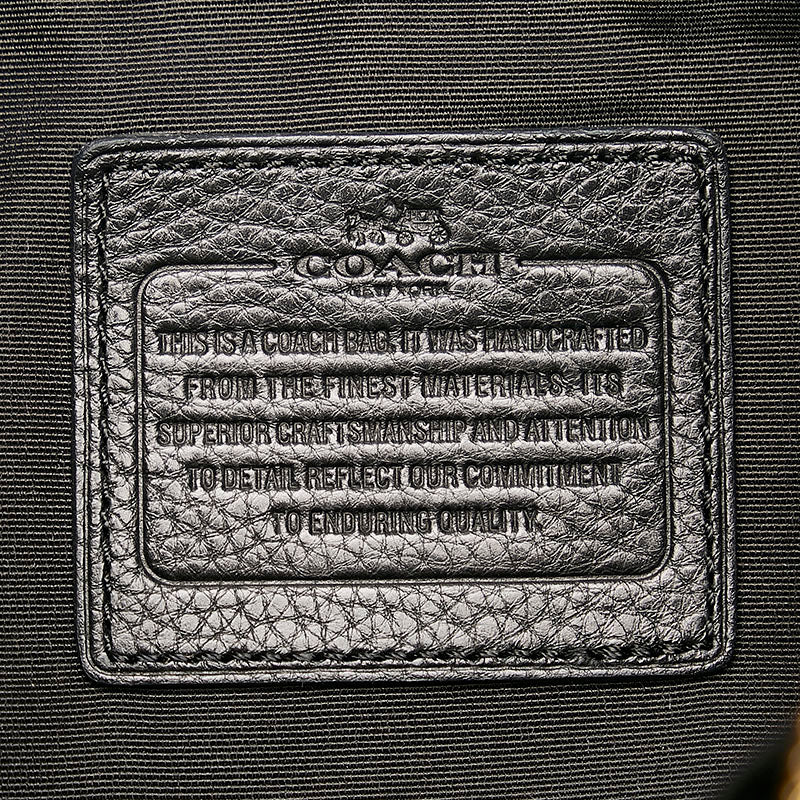 COACH
NEW YORK
THIS IS A COACH BAG. IT WAS HANDCRAFTED
FROM THE FINEST MATERIALS. ITS
SUPERIOR CRAFTSMANSHIP AND ATTENTION
TO DETAIL REFLECT OUR COMMITMENT
TO ENDURING QUALITY.